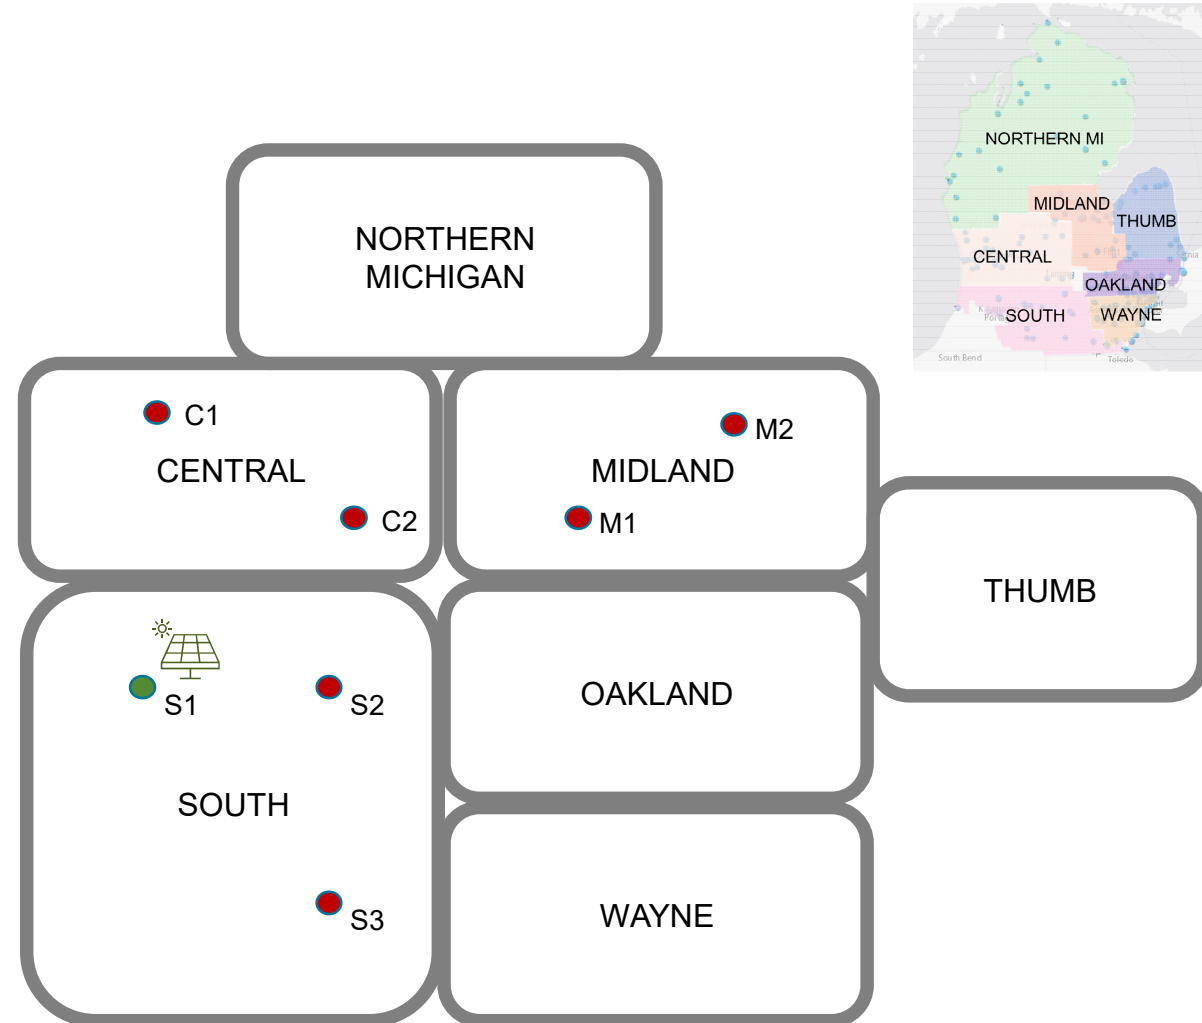 NORTHERN MI
MIDLAND
THUMB
CENTRAL
OAKLAND
SOUTH
WAYNE
South Bend
Toledo
NORTHERN
MICHIGAN
C1
CENTRAL
C2
M2
MIDLAND
M1
THUMB
S1
S2
SOUTH
S3
OAKLAND
WAYNE